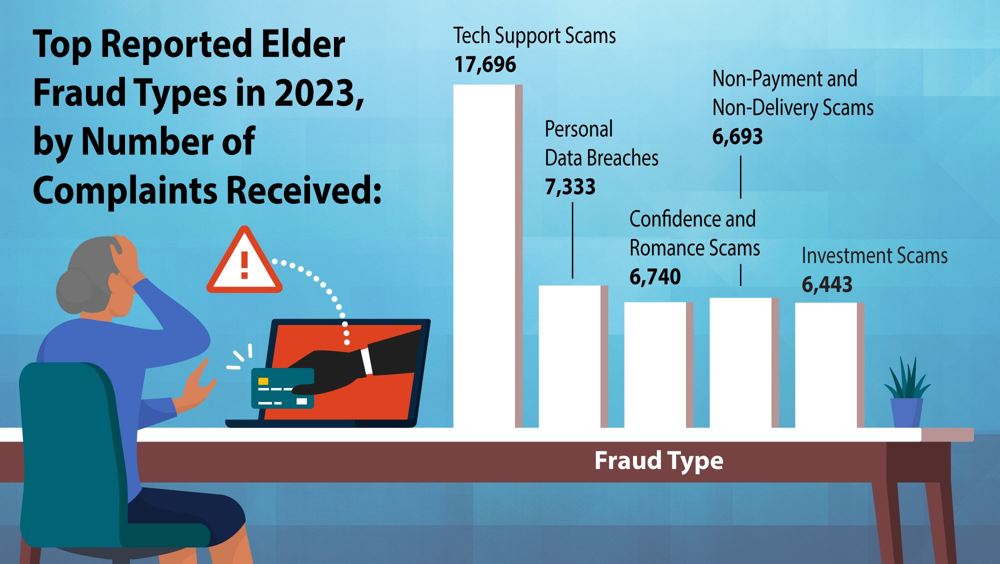 Top Reported Elder
Fraud Types in 2023,
by Number of
Complaints Received:
Tech Support Scams
17,696
Personal
Data Breaches
7,333
Confidence and
Romance Scams
6,740
Non-Payment and
Non-Delivery Scams
6,693
Investment Scams
6,443
!
Fraud Type